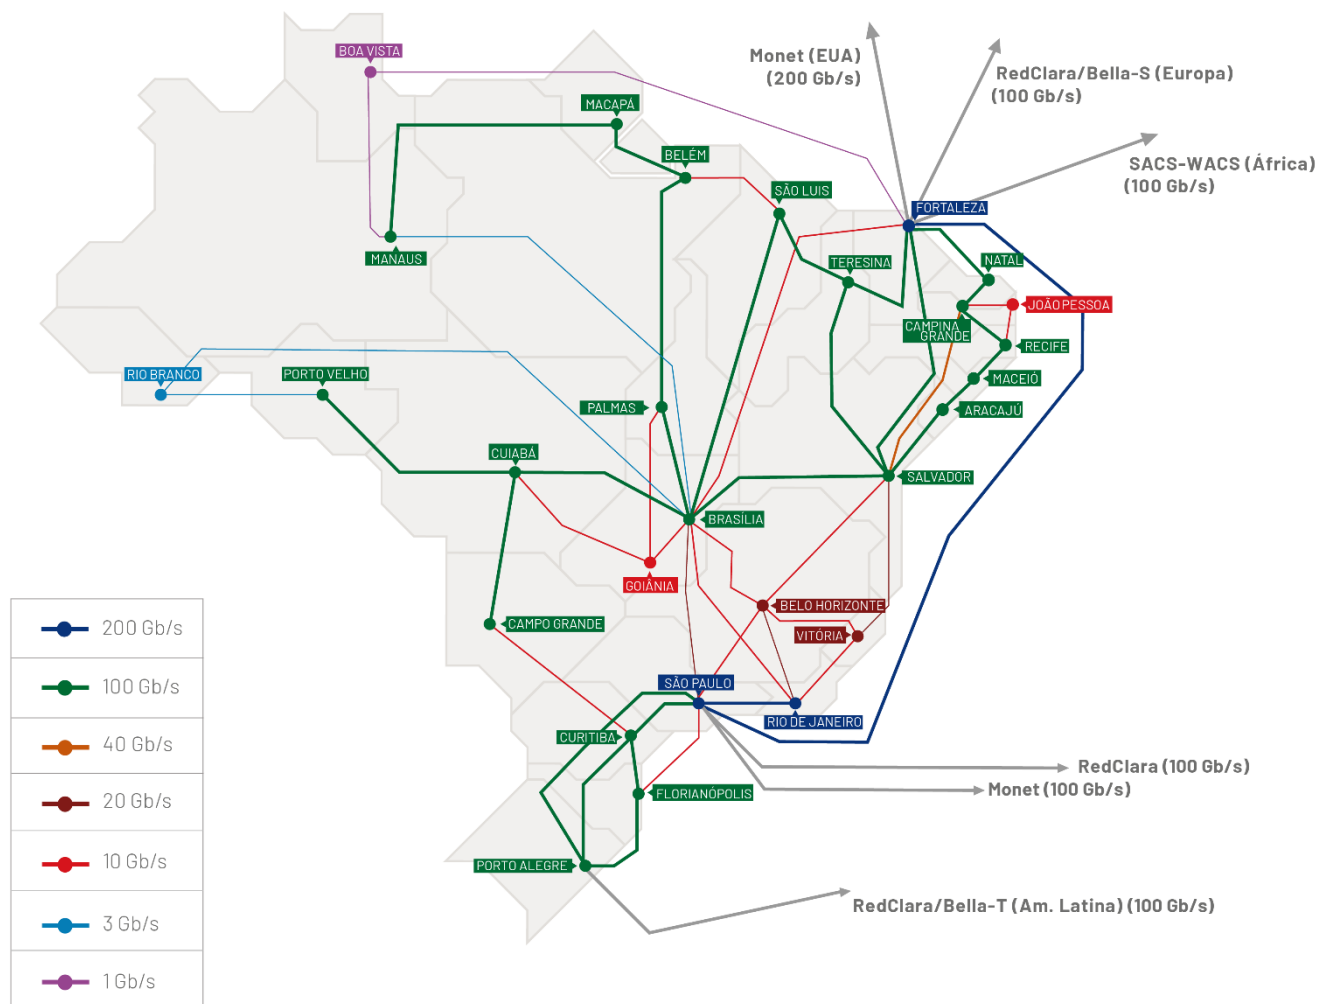 BOA VISTA
Monet (EUA)
(200 Gb/s)
RedClara/Bella-S (Europa)
(100 Gb/s)
MACAPÁ
SACS-WACS (África)
(100 Gb/s)
BELÉM
SÃO LUIS
FORTALEZA
MANAUS
TERESINA
NATAL
JOÃO PESSOA
CAMPINA
GRANDE
RECIFE
RIO BRANCO
PORTO VELHO
MACEIÓ
PALMAS
ARACAJÚ
CUIABÁ
SALVADOR
BRASÍLIA
GOIÂNIA
BELO HORIZONTE
CAMPO GRANDE
VITÓRIA
SÃO PAULO
RIO DE JANEIRO
CURITIBA
RedClara (100 Gb/s)
Monet (100 Gb/s)
FLORIANÓPOLIS
PORTO ALEGRE
RedClara/Bella-T (Am. Latina) (100 Gb/s)
200 Gb/s
100 Gb/s
40 Gb/s
20 Gb/s
10 Gb/s
3 Gb/s
1 Gb/s